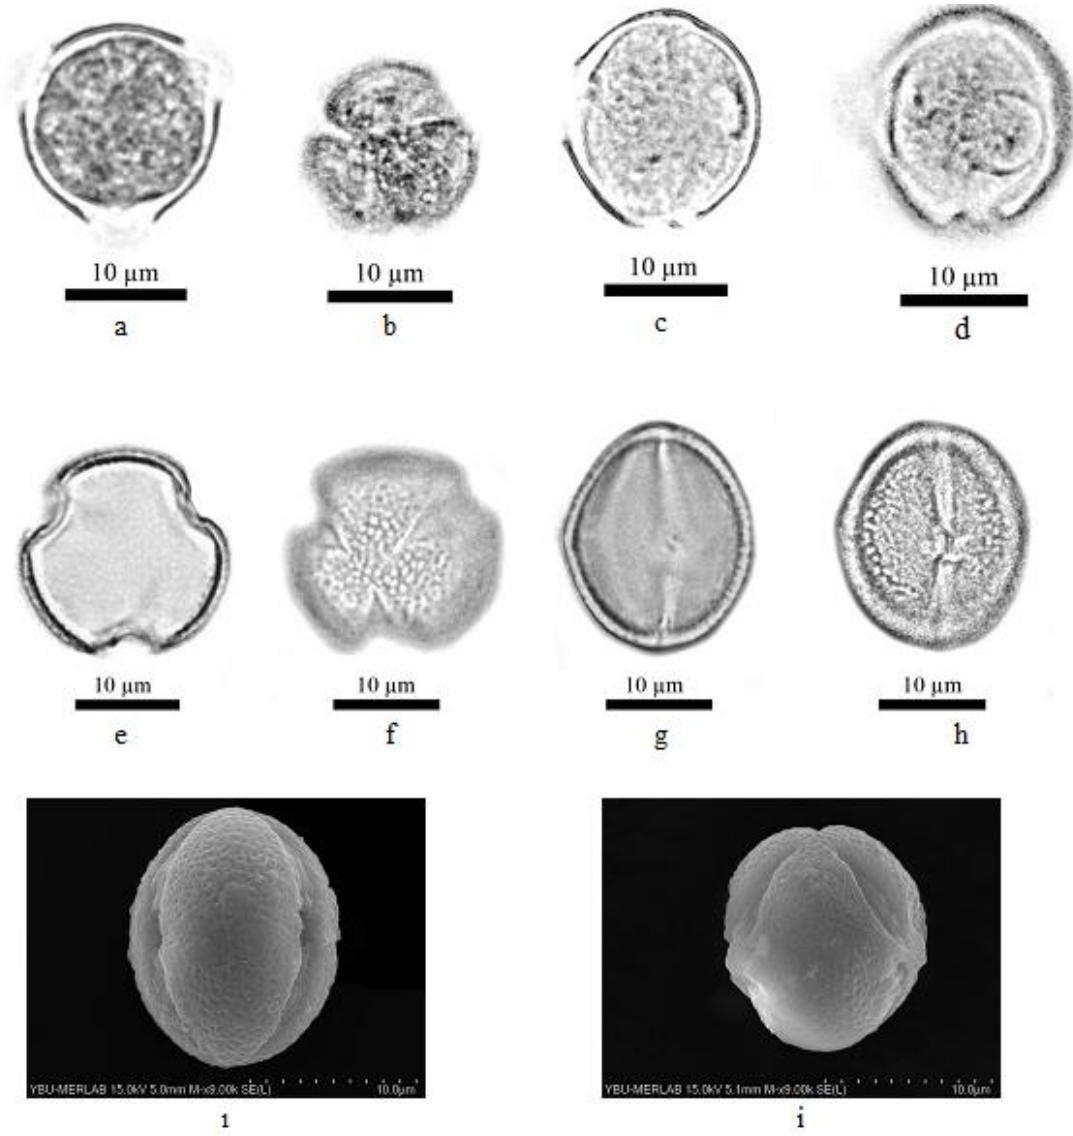 10 µm
10 µm
10 µm
10 µm
a
b
c
d
10 µm
10 µm
10 µm
10 µm
e
f
g
h
YBU-MERLAB 15.0kV 5.0mm M-x9.00k SE(L) 10.0µm
YBU-MERLAB 15.0kV 5.1mm M-x9.00k SE(L) 10.0µm
ı
i